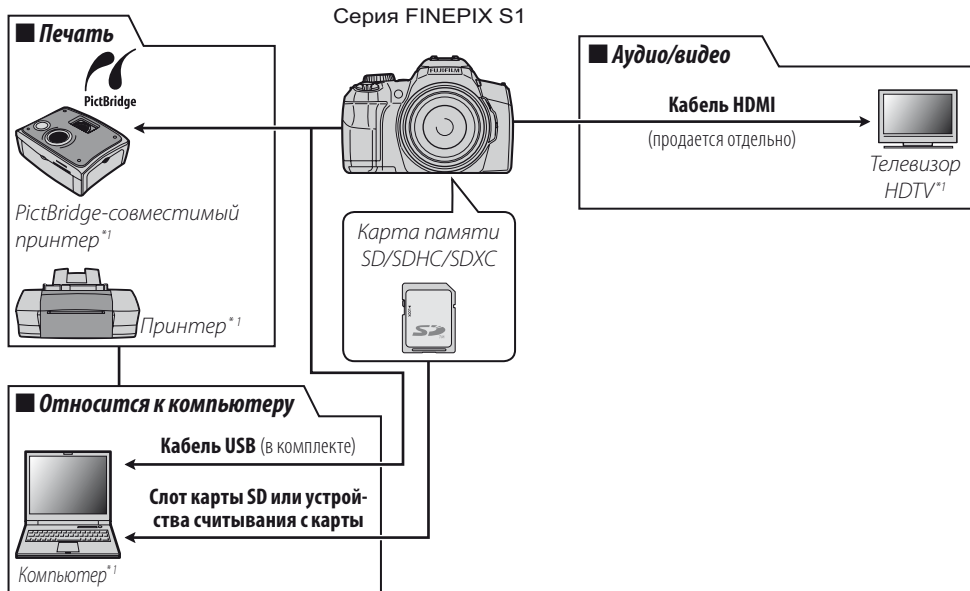 Серия FINEPIX S1
■ Печать
PictBridge
PictBridge-совместимый
принтер*1
Принтер*1
FUJIFILM
Карта памяти
SD/SDHC/SDXC
SD
■ Аудио/видео
Кабель HDMI
(продается отдельно)
Телевизор
HDTV*1
■ Относится к компьютеру
Кабель USB (в комплекте)
Слот карты SD или устрой-
ства считывания с карты
Компьютер*1